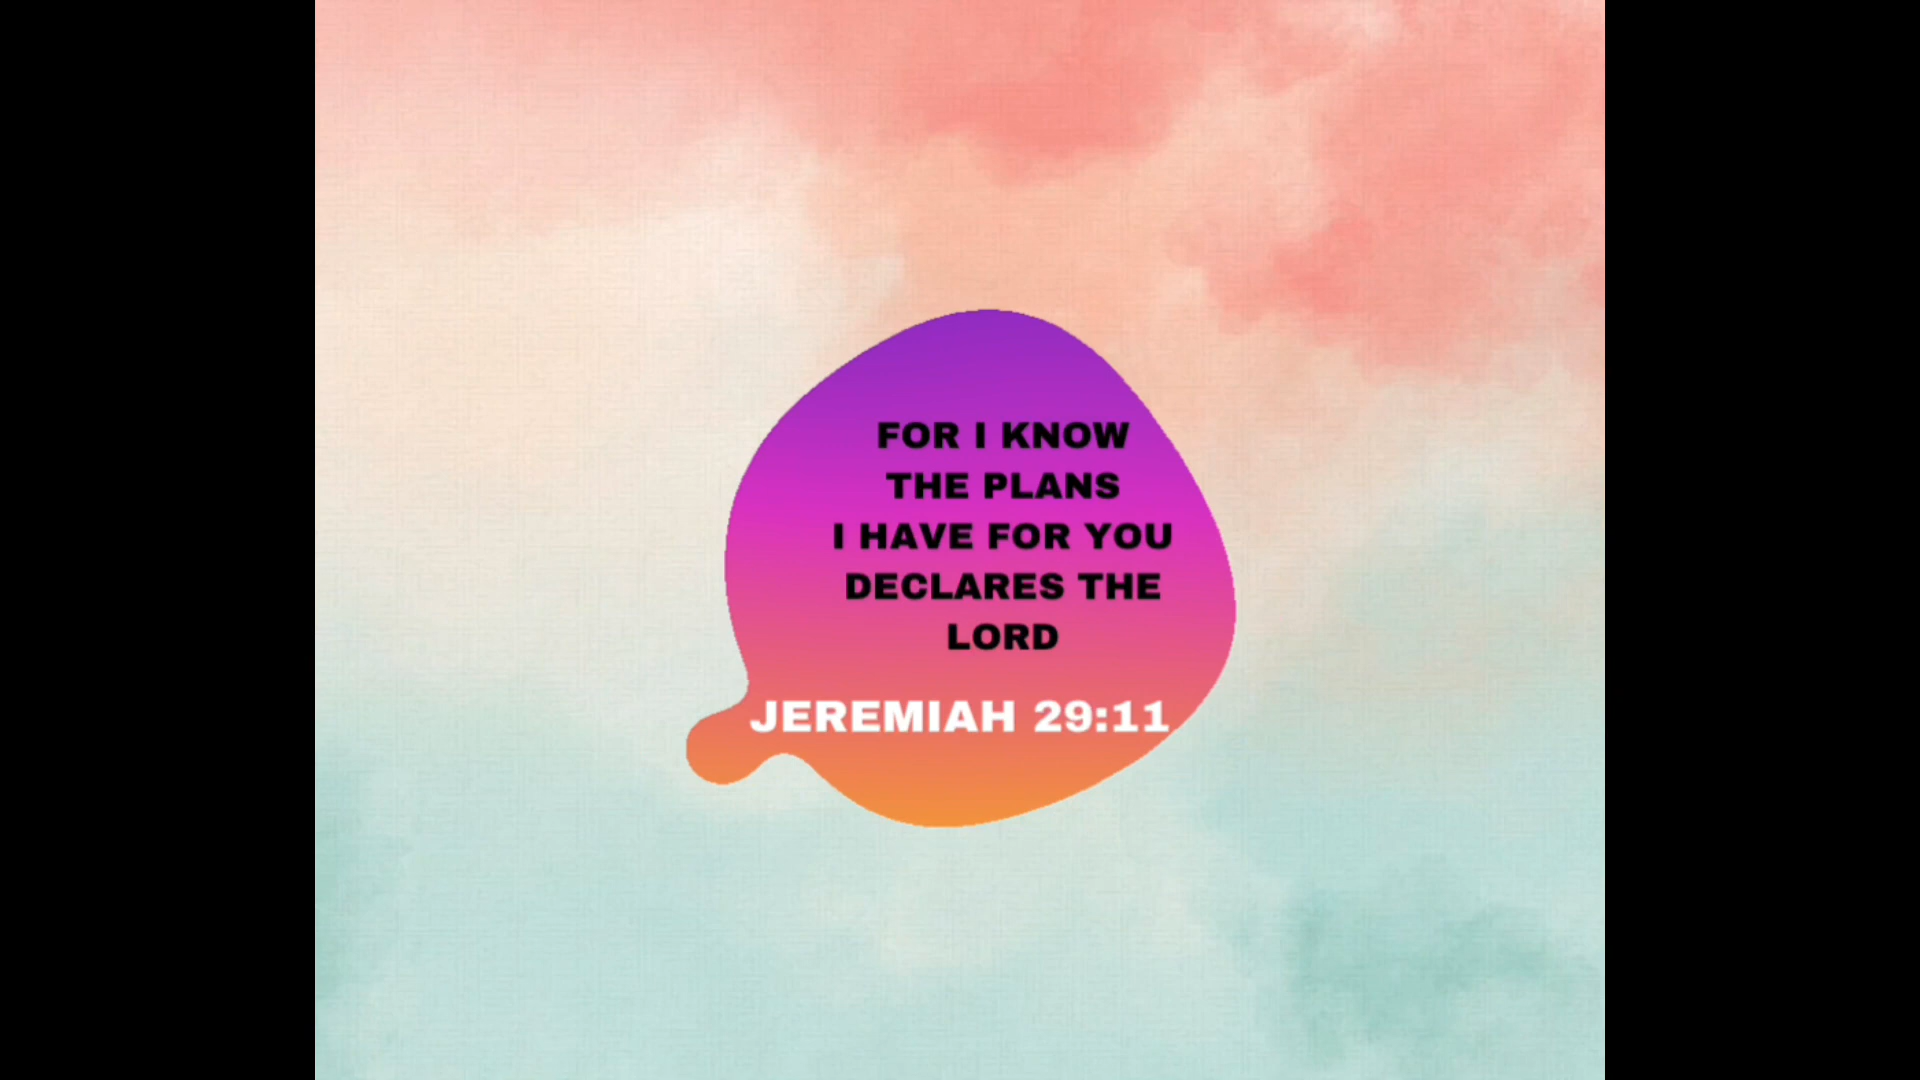 FOR I KNOW
THE PLANS
I HAVE FOR YOU
DECLARES THE
LORD
JEREMIAH 29:11